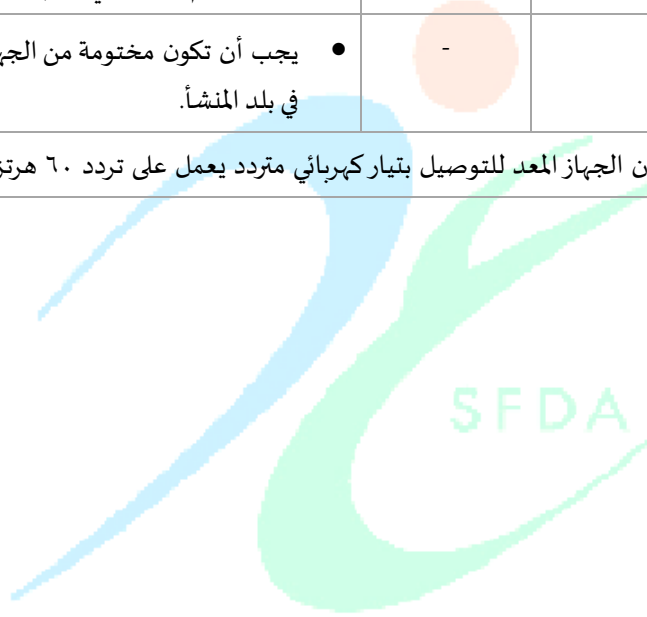 -
● يجب أن تكون مختومة من
في بلد المنشأ.
الجهاز المعد للتوصيل بتيار كهربائي متردد يعمل على تردد ٦٠ هرتز
SFDA